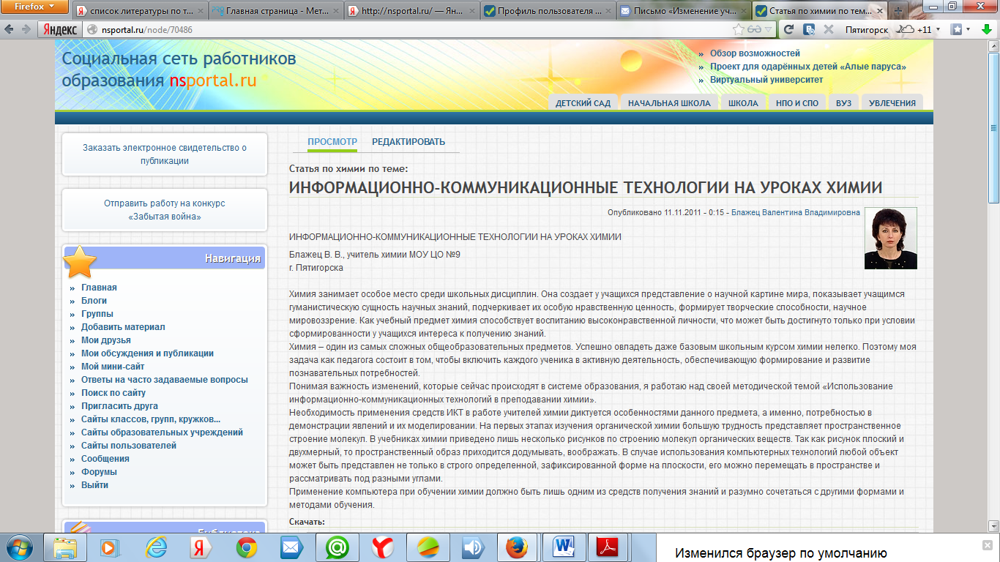 Firefox
список литературы по т...
Главная страница - Мет...
http://nsportal.ru/ — Ян...
Профиль пользователя ...
Письмо «Изменение уч...
Статья по химии по тем...
Яндекс
nsportal.ru/node/70486
Пятигорск
+11
Социальная сеть работников
образования nsportal.ru
Обзор возможностей
Проект для одарённых детей «Алые паруса»
Виртуальный университет
ДЕТСКИЙ САД
НАЧАЛЬНАЯ ШКОЛА
ШКОЛА
НПО И СПО
ВУЗ
УВЛЕЧЕНИЯ
Заказать электронное свидетельство о
публикации
Отправить работу на конкурс
«Забытая война»
Навигация
Главная
Блоги
Группы
Добавить материал
Мои друзья
Мои обсуждения и публикации
Мой мини-сайт
Ответы на часто задаваемые вопросы
Поиск по сайту
Пригласить друга
Сайты классов, групп, кружков...
Сайты образовательных учреждений
Сайты пользователей
Сообщения
Форумы
Выйти
Библиотека
ПРОСМОТР
РЕДАКТИРОВАТЬ
Статья по химии по теме:
ИНФОРМАЦИОННО-КОММУНИКАЦИОННЫЕ ТЕХНОЛОГИИ НА УРОКАХ ХИМИИ
Опубликовано 11.11.2011 - 0:15 - Блажец Валентина Владимировна
ИНФОРМАЦИОННО-КОММУНИКАЦИОННЫЕ ТЕХНОЛОГИИ НА УРОКАХ ХИМИИ
Блажец В. В., учитель химии МОУ ЦО №9
г. Пятигорска
Химия занимает особое место среди школьных дисциплин. Она создает у учащихся представление о научной картине мира, показывает учащимся
гуманистическую сущность научных знаний, подчеркивает их особую нравственную ценность, формирует творческие способности, научное
мировоззрение. Как учебный предмет химия способствует воспитанию высоконравственной личности, что может быть достигнуто только при условии
сформированности у учащихся интереса к получению знаний.
Химия – один из самых сложных общеобразовательных предметов. Успешно овладеть даже базовым школьным курсом химии нелегко. Поэтому моя
задача как педагога состоит в том, чтобы включить каждого ученика в активную деятельность, обеспечивающую формирование и развитие
познавательных потребностей.
Понимая важность изменений, которые сейчас происходят в системе образования, я работаю над своей методической темой «Использование
информационно-коммуникационных технологий в преподавании химии».
Необходимость применения средств ИКТ в работе учителей химии диктуется особенностями данного предмета, а именно, потребностью в
демонстрации явлений и их моделировании. На первых этапах изучения органической химии большую трудность представляет пространственное
строение молекул. В учебниках химии приведено лишь несколько рисунков по строению молекул органических веществ. Так как рисунок плоский и
двухмерный, то пространственный образ приходится додумывать, воображать. В случае использования компьютерных технологий любой объект
может быть представлен не только в строго определенной, зафиксированной форме на плоскости, его можно перемещать в пространстве и
рассматривать под разными углами.
Применение компьютера при обучении химии должно быть лишь одним из средств получения знаний и разумно сочетаться с другими формами и
методами обучения.
Скачать:
Изменился браузер по умолчанию